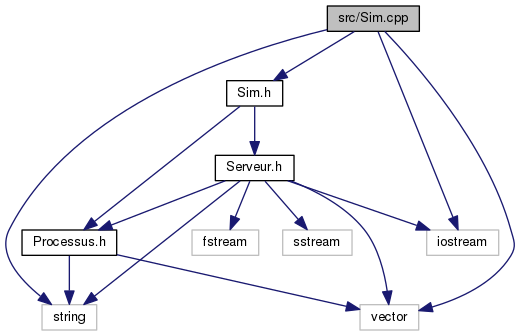 src/Sim.cpp
Sim.h
Serveur.h
Processus.h
fstream
sstream
iostream
string
vector